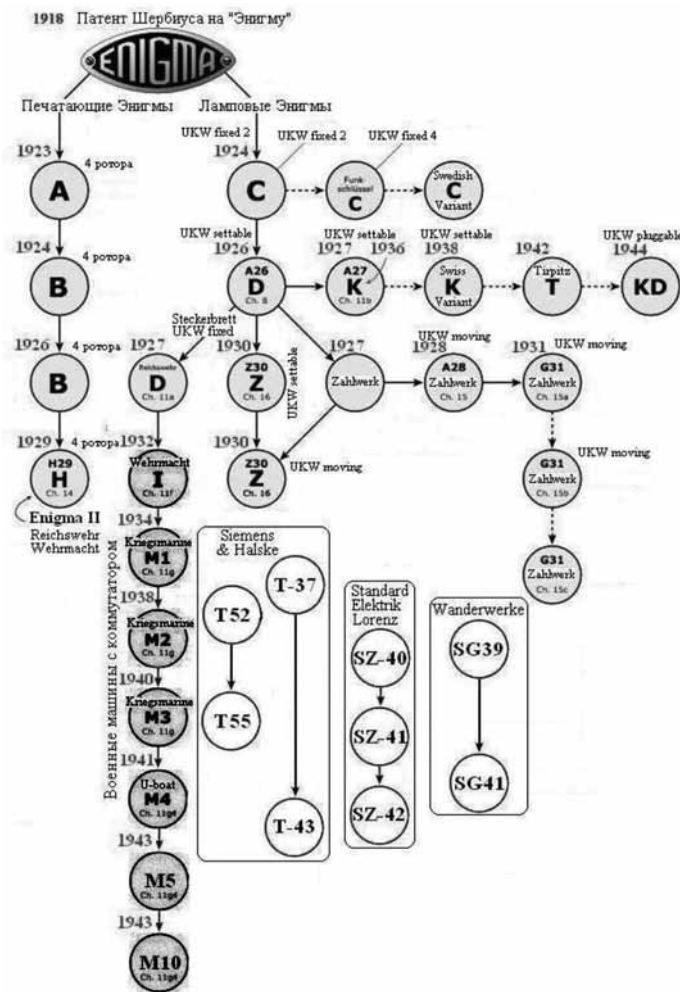 1918 Патент Шербиуса на "Энигму"
ENIGMA
Печатающие Энигмы
Ламповые Энигмы
UKW fixed 2
1923
4 ротора
A
1924
4 ротора
B
1926
4 ротора
B
1929
4 ротора
H29
H
Ch. 14
Enigma II
Reichswehr
Wehrmacht
1924
UKW fixed 2
C
UKW fixed 4
Funk-
schlüssel
C
Swedish
C
Variant
UKW settable
1926
A26
D
Ch. 8
UKW settable
1927
1936
A27
K
Ch. 11b
UKW settable
1938
Swiss
K
Variant
1942
Tirpitz
T
UKW pluggable
1944
KD
Steckerbrett
UKW fixed
1927
Reichswehr
D
Ch. 11a
1930
Z30
Z
Ch. 16
UKW settable
1927
Zahlwerk
UKW moving
1928
A28
Zahlwerk
Ch. 15
1931
UKW moving
G31
Zahlwerk
Ch. 15a
1930
Z30
Z
Ch. 16
UKW moving
UKW moving
G31
Zahlwerk
Ch. 15b
G31
Zahlwerk
Ch. 15c
Военные машины с коммутатором
1932
Wehrmacht
I
Ch. 11f
1934
Kriegsmarine
M1
Ch. 11g
1938
Kriegsmarine
M2
Ch. 11g
1940
Kriegsmarine
M3
Ch. 11g
1941
U-boat
M4
Ch. 11g4
1943
M5
Ch. 11g4
1943
M10
Ch. 11g4
Siemens
& Halske
T52
T-37
T55
T-43
Standard
Elektrik
Lorenz
SZ-40
SZ-41
SZ-42
Wanderwerke
SG39
SG41